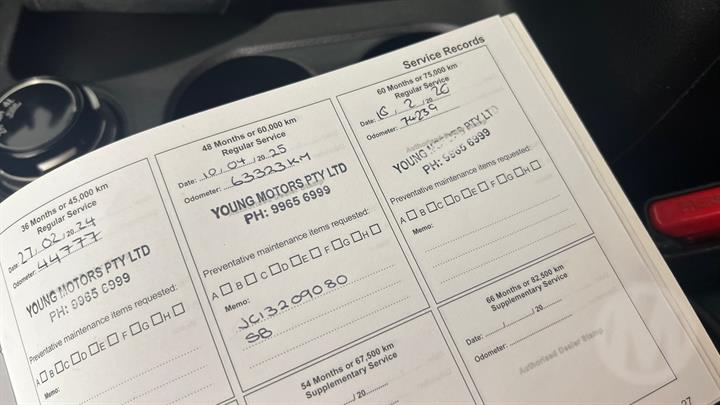 Service Records
36 Months or 45,000 km
Regular Service
Date: 27, 02, 2024
Odometer: 44777
YOUNG MOTORS PTY LTD
PH: 9965 6999
Preventative maintenance items requested:
A B C D E F G H
Memo:
48 Months or 60,000 km
Regular Service
Date: 10, 04, 20 25
Odometer: 63323 KM
YOUNG MOTORS PTY LTD
PH: 9965 6999
Preventative maintenance items requested:
A B C D E F G H
Memo:
JC13209080
SB
60 Months or 75,000 km
Regular Service
Date: 16, 2, 20 26
Odometer: 74239
YOUNG MOTORS PTY LTD
PH: 9965 6999
Preventative maintenance items requested:
A B C D E F G H
Memo:
54 Months or 67,500 km
Supplementary Service
/ 20
66 Months or 82,500 km
Supplementary Service
Date: / / 20
Odometer:
Authorised Dealer Stamp
27